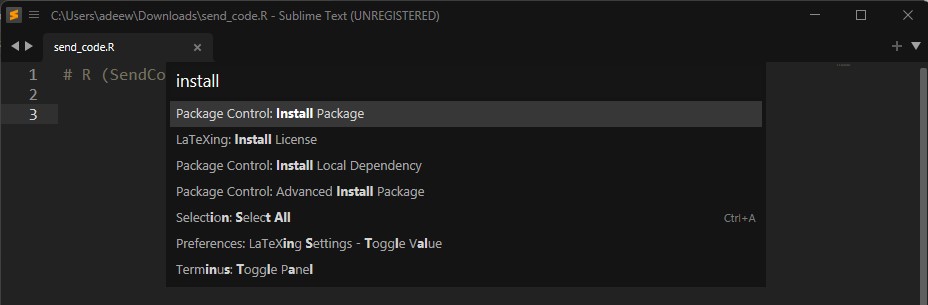 C:\Users\adeew\Downloads\send_code.R - Sublime Text (UNREGISTERED)
send_code.R
1 # R (SendCo
2
3
install
Package Control: Install Package
LaTeXing: Install License
Package Control: Install Local Dependency
Package Control: Advanced Install Package
Selection: Select All Ctrl+A
Preferences: LaTeXing Settings - Toggle Value
Terminus: Toggle Panel